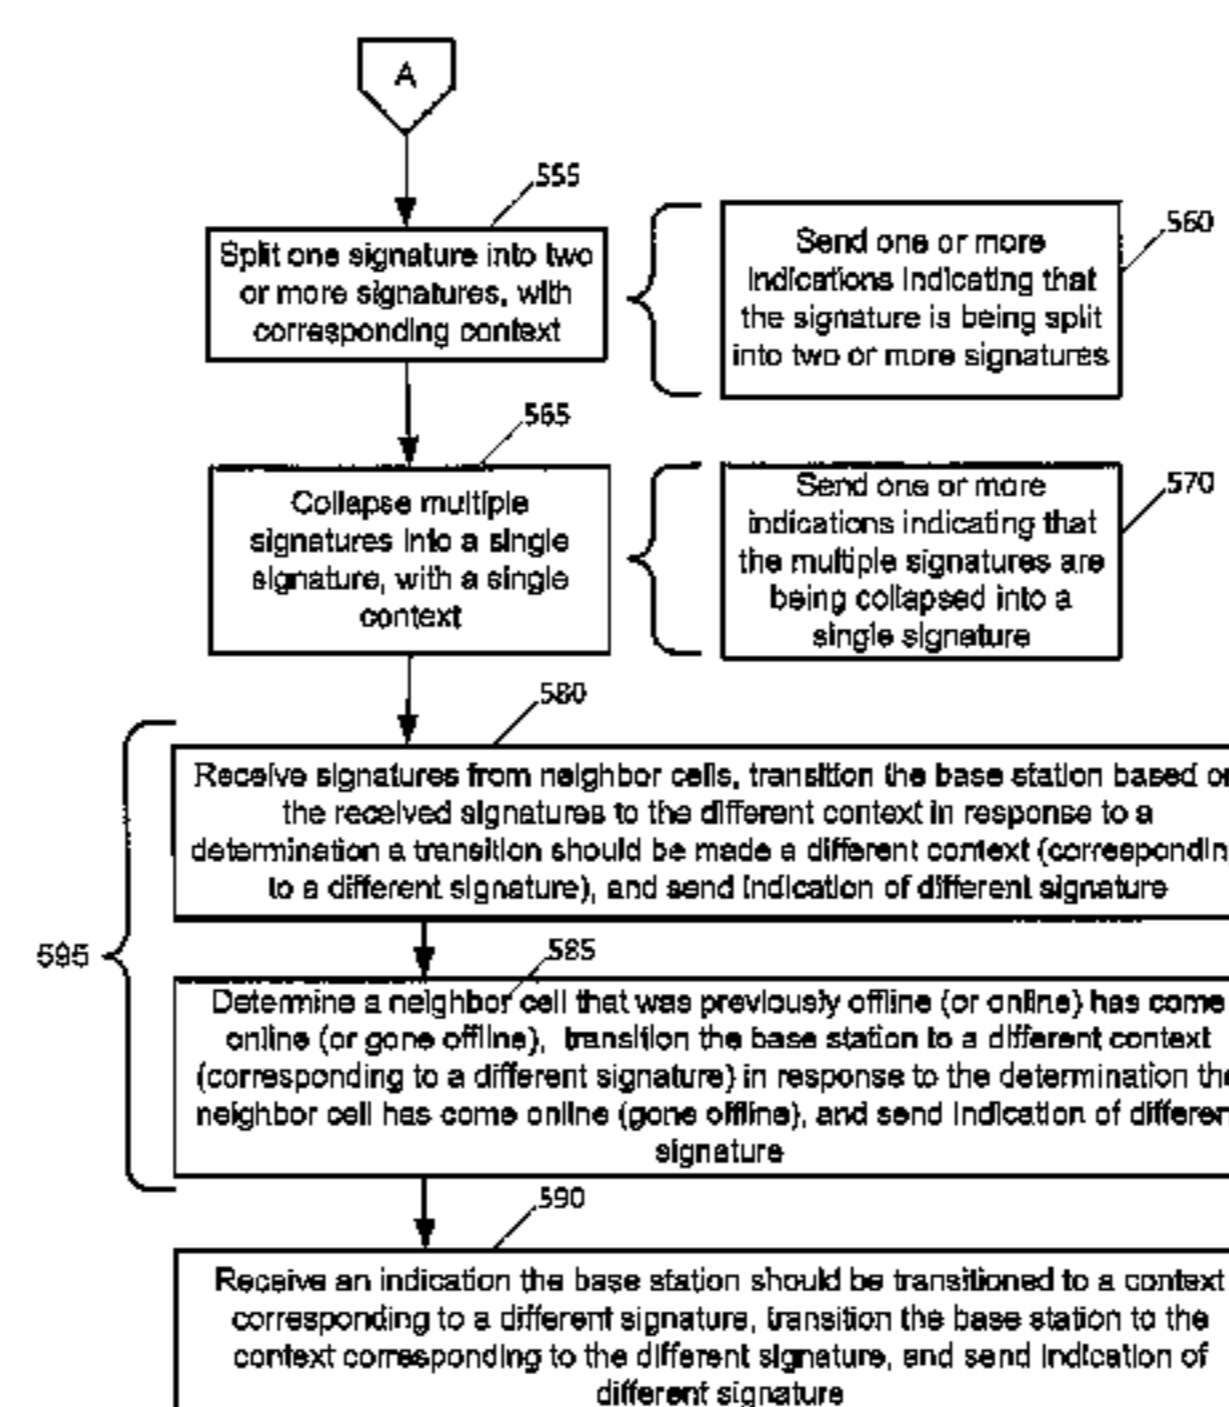 A
555
Split one signature into two
or more signatures, with
corresponding context
560
Send one or more
indications indicating that
the signature is being split
into two or more signatures
565
Collapse multiple
signatures into a single
signature, with a single
context
570
Send one or more
indications indicating that
the multiple signatures are
being collapsed into a
single signature
580
Receive signatures from neighbor cells, transition the base station based on
the received signatures to the different context in response to a
determination a transition should be made a different context (correspondin
to a different signature), and send indication of different signature
595
585
Determine a neighbor cell that was previously offline (or online) has come
online (or gone offline), transition the base station to a different context
(corresponding to a different signature) in response to the determination the
neighbor cell has come online (gone offline), and send indication of differen
signature
590
Receive an indication the base station should be transitioned to a context
corresponding to a different signature, transition the base station to the
context corresponding to the different signature, and send indication of
different signature